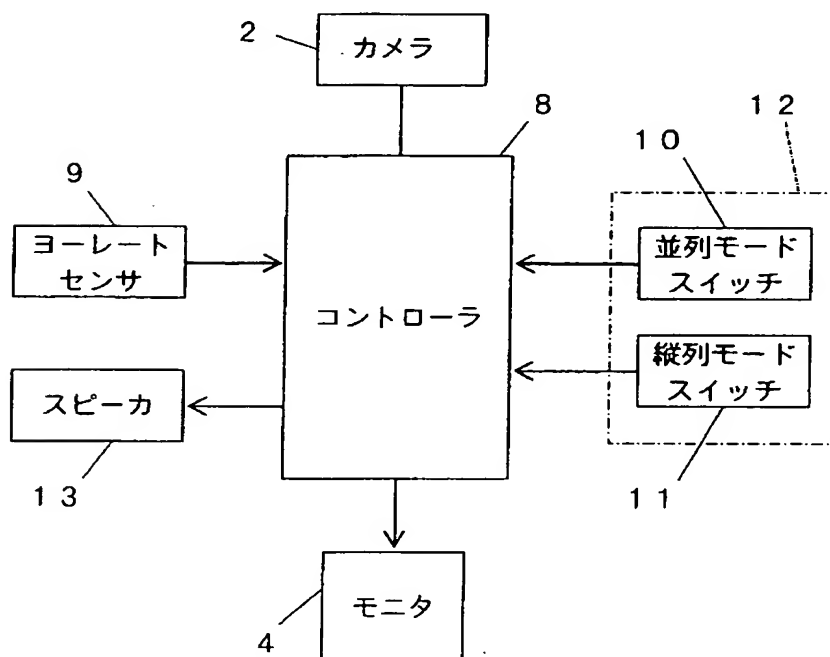 2
カメラ
8
12
10
9
ヨーレート
センサ
並列モード
スイッチ
コントローラ
縦列モード
スイッチ
スピーカ
13
11
モニタ
4